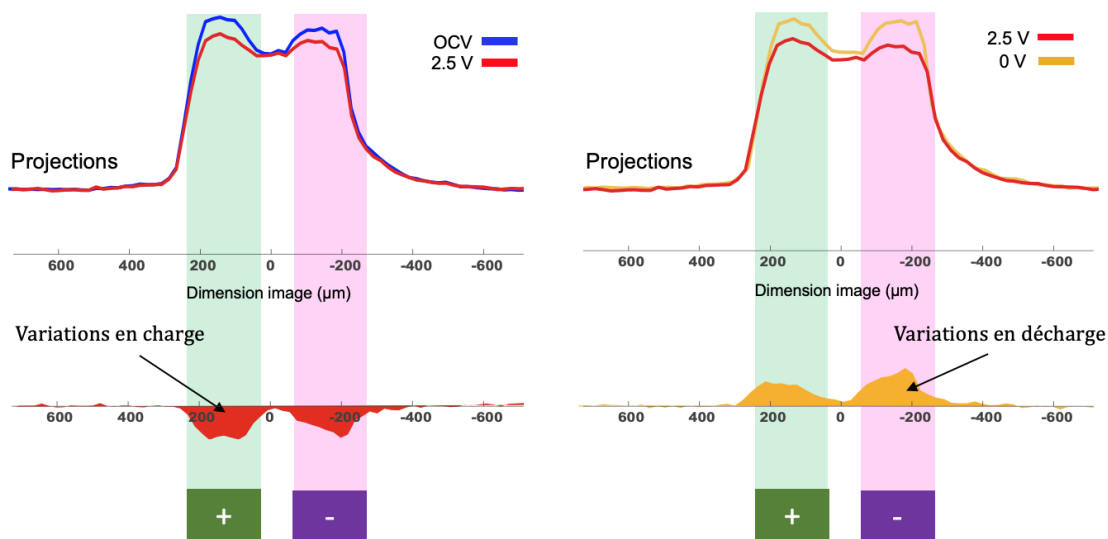 OCV
2.5 V
Projections
600 400 200 0 -200 -400 -600
Dimension image (µm)
Variations en charge
600 400 200 0 -200 -400 -600
+ -
2.5 V
0 V
Projections
600 400 200 0 -200 -400 -600
Dimension image (µm)
Variations en décharge
600 400 200 0 -200 -400 -600
+ -